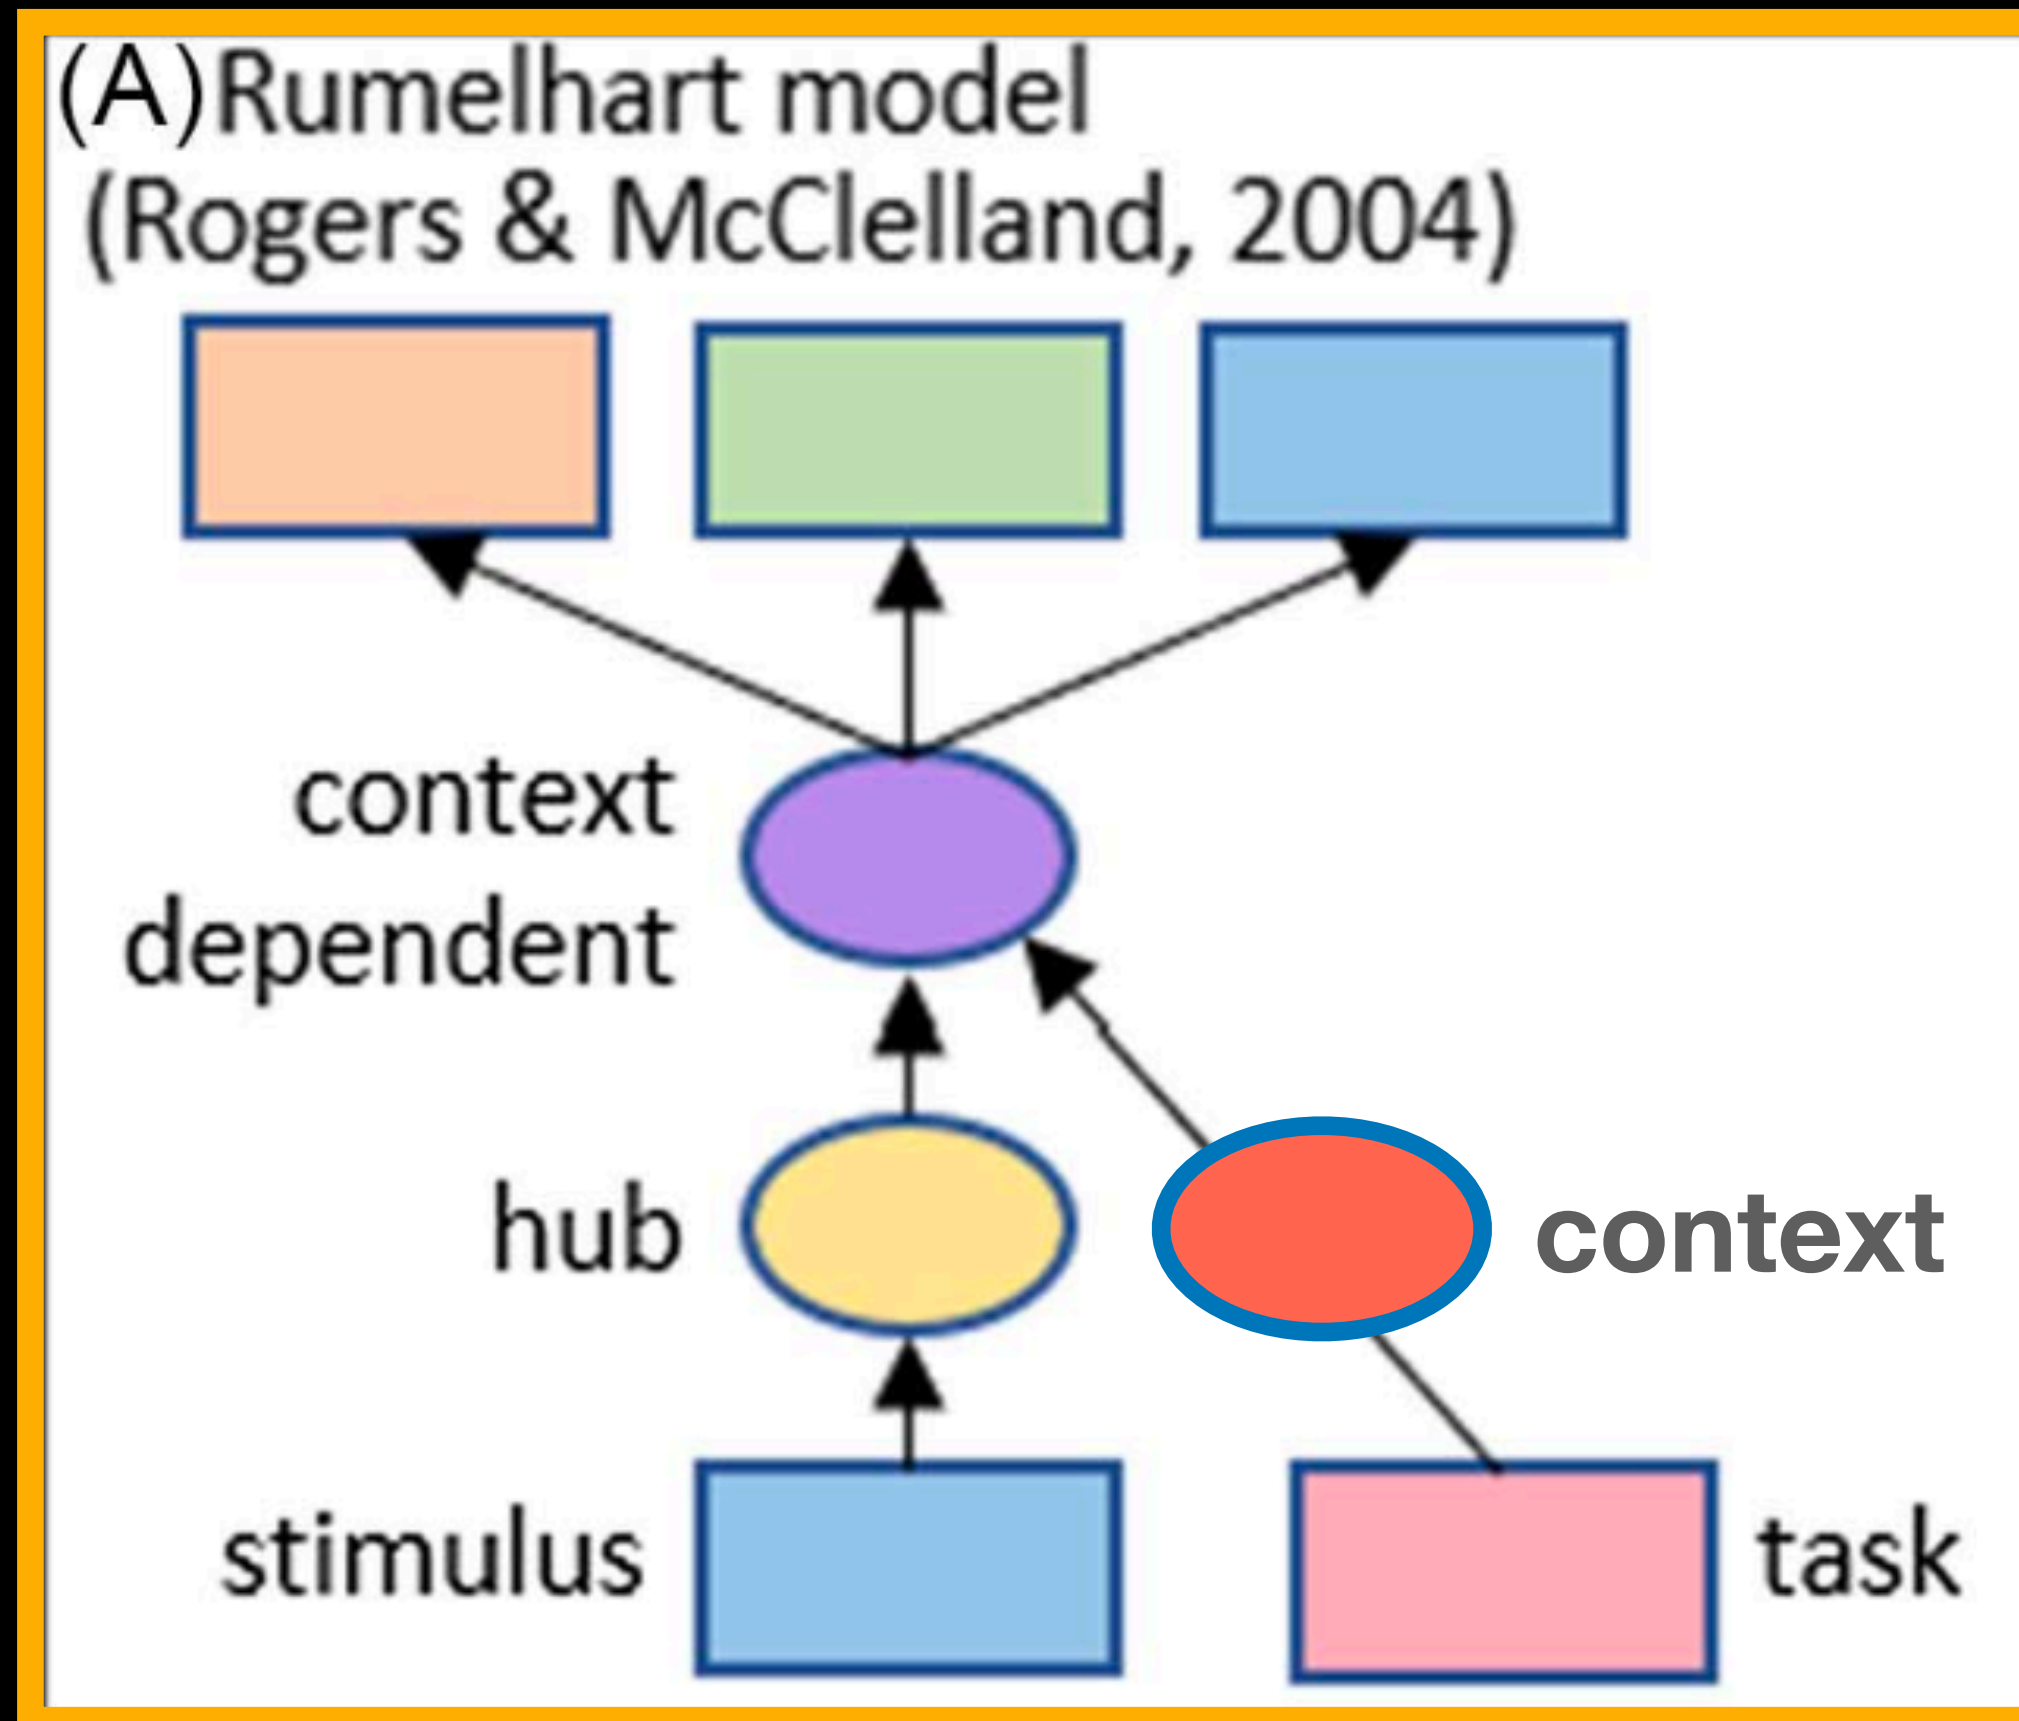 (A) Rumelhart model
(Rogers & McClelland, 2004)
context
dependent
hub
context
stimulus
task